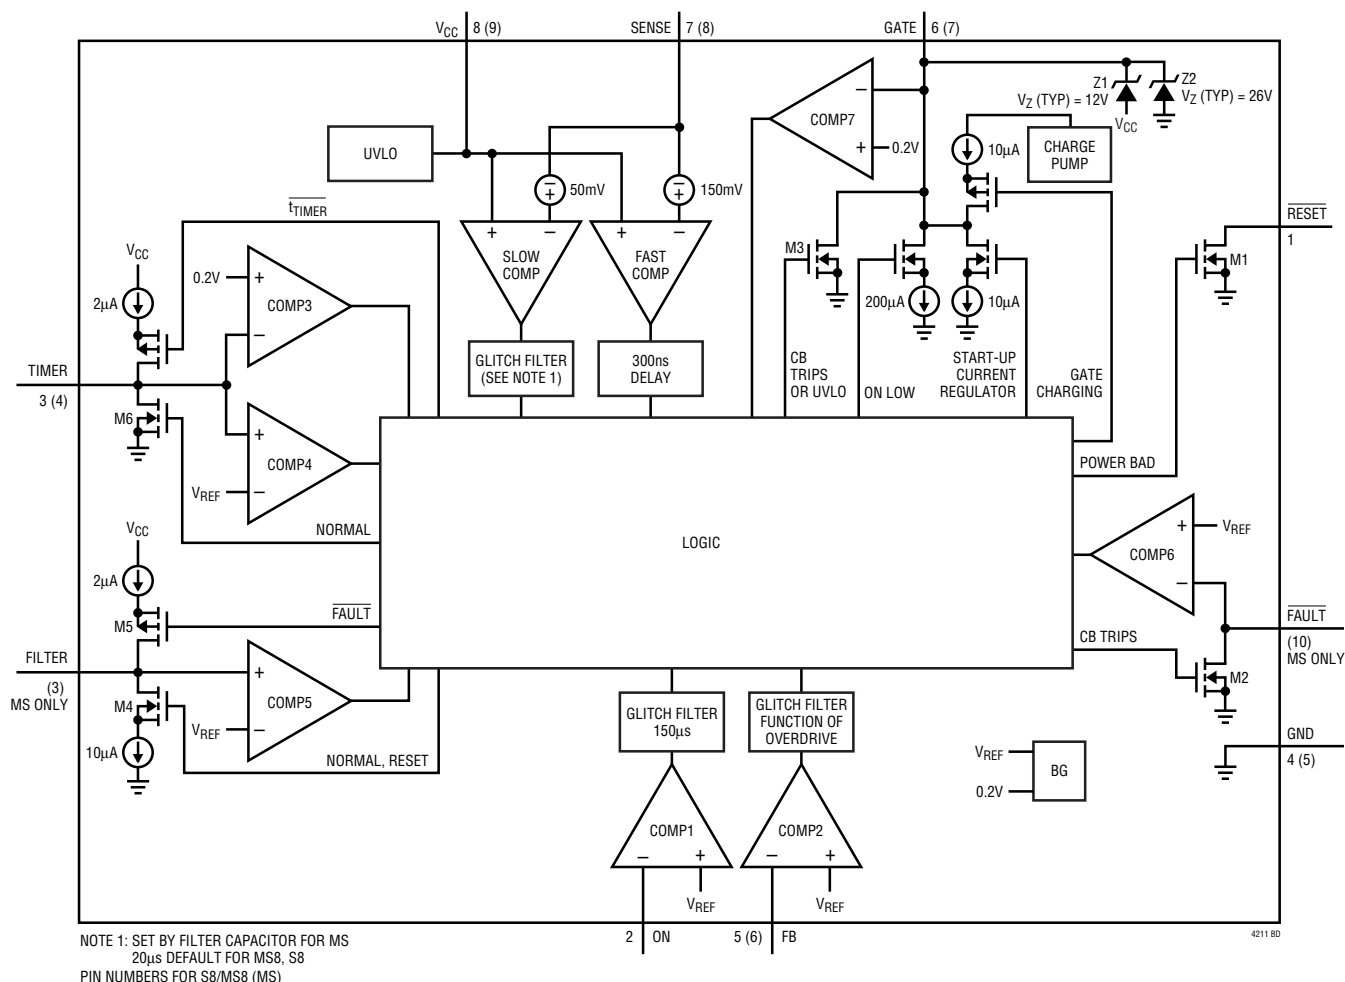 VCC 8 (9)
SENSE 7 (8)
GATE 6 (7)
Z1
VZ (TYP) = 12V
VCC
Z2
VZ (TYP) = 26V
COMP7
−
+
0.2V
10µA
CHARGE
PUMP
UVLO
−
+
50mV
−
+
150mV
tTIMER
+ −
SLOW
COMP
+ −
FAST
COMP
M3
200µA
10µA
RESET
1
M1
VCC
2µA
0.2V
+
COMP3
−
GLITCH FILTER
(SEE NOTE 1)
300ns
DELAY
CB
TRIPS
OR UVLO
ON LOW
START-UP
CURRENT
REGULATOR
GATE
CHARGING
TIMER
3 (4)
M6
+
COMP4
VREF
−
NORMAL
POWER BAD
LOGIC
+
VREF
COMP6
−
VCC
2µA
M5
FAULT
FAULT
(10)
MS ONLY
CB TRIPS
M2
FILTER
(3)
MS ONLY
M4
+
COMP5
VREF
−
10µA
NORMAL, RESET
GLITCH FILTER
150µs
GLITCH FILTER
FUNCTION OF
OVERDRIVE
GND
4 (5)
VREF
0.2V
BG
COMP1
− +
VREF
COMP2
− +
VREF
2 ON
5 (6) FB
4211 BD
NOTE 1: SET BY FILTER CAPACITOR FOR MS
20µs DEFAULT FOR MS8, S8
PIN NUMBERS FOR S8/MS8 (MS)